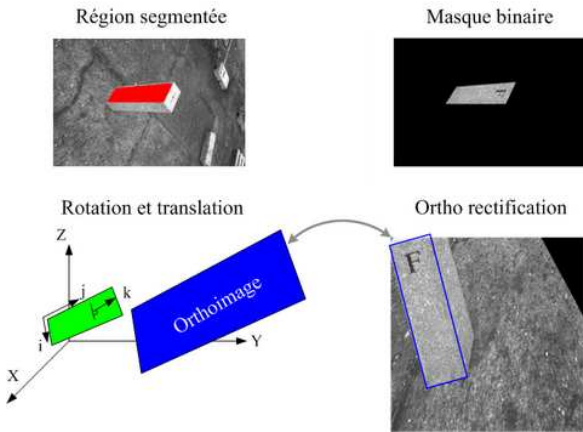 Région segmentée
Masque binaire
Rotation et translation
Ortho rectification
Z
j
k
i
Orthoimage
Y
X
F